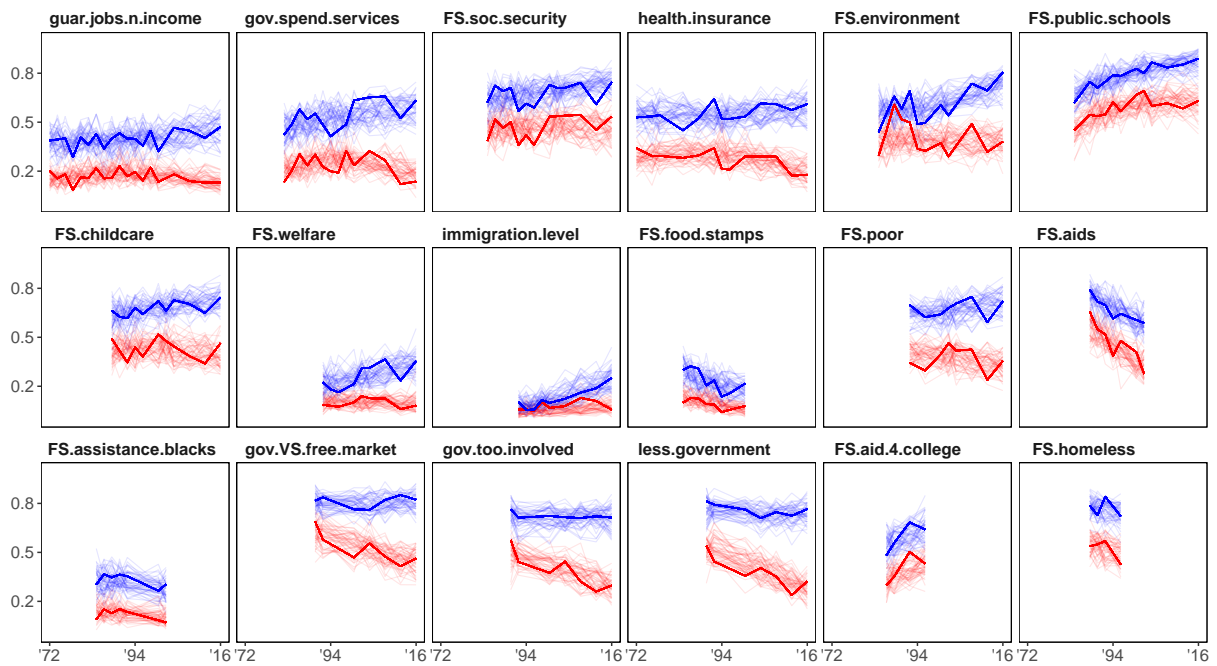 guar.jobs.n.income gov.spend.services FS.soc.security health.insurance FS.environment FS.public.schools
0.8
0.5
0.2
FS.childcare FS.welfare immigration.level FS.food.stamps FS.poor FS.aids
0.8
0.5
0.2
FS.assistance.blacks gov.VS.free.market gov.too.involved less.government FS.aid.4.college FS.homeless
0.8
0.5
0.2
'72 '94 '16 '72 '94 '16 '72 '94 '16 '72 '94 '16 '72 '94 '16 '72 '94 '16